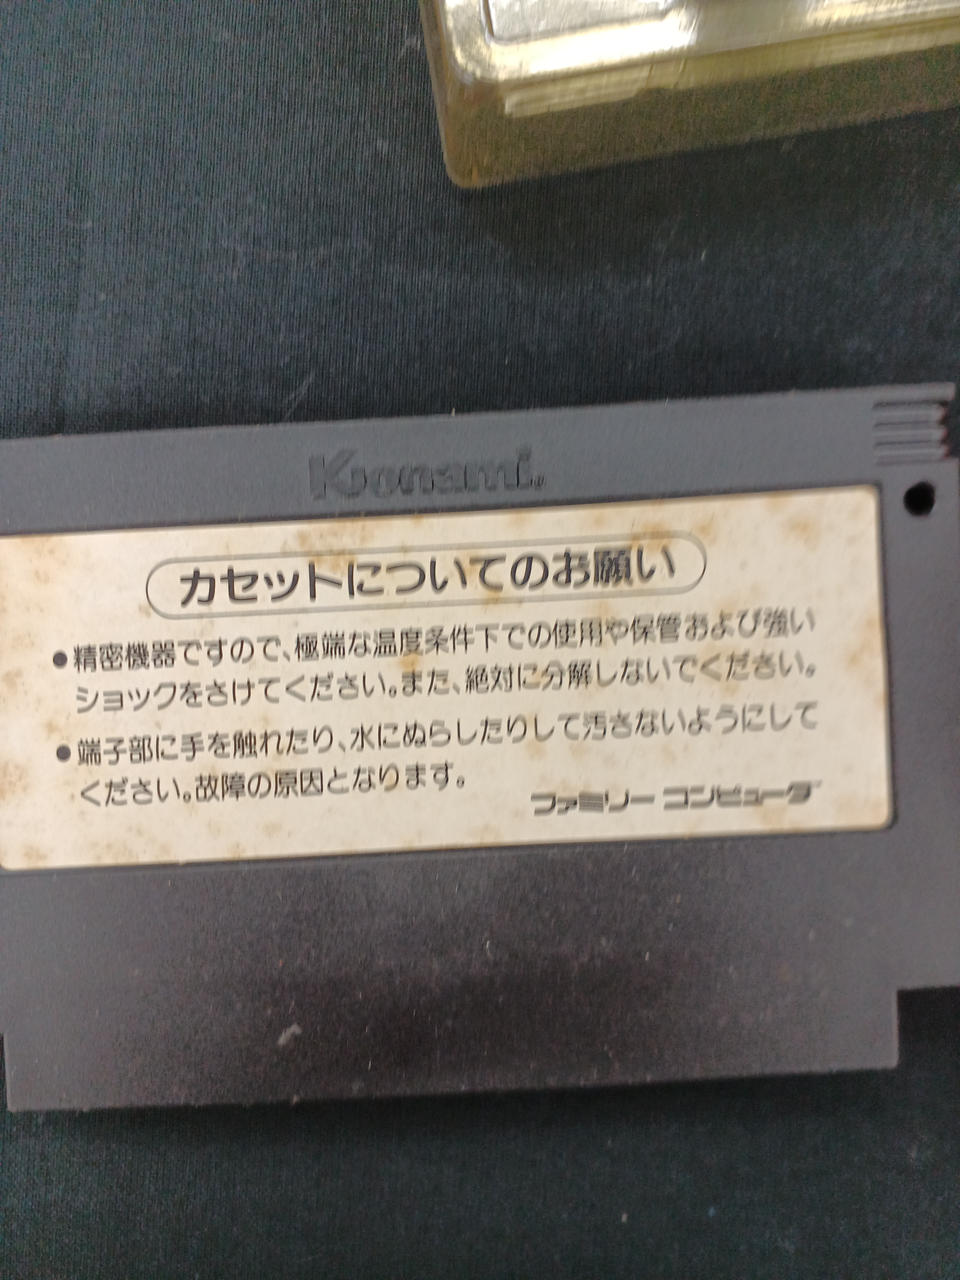 Konami
カセットについてのお願い
●精密機器ですので、極端な温度条件下での使用や保管および強い
ショックをさけてください。また、絶対に分解しないでください。
●端子部に手を触れたり、水にぬらしたりして汚さないようにして
ください。故障の原因となります。
ファミリーコンピュータ